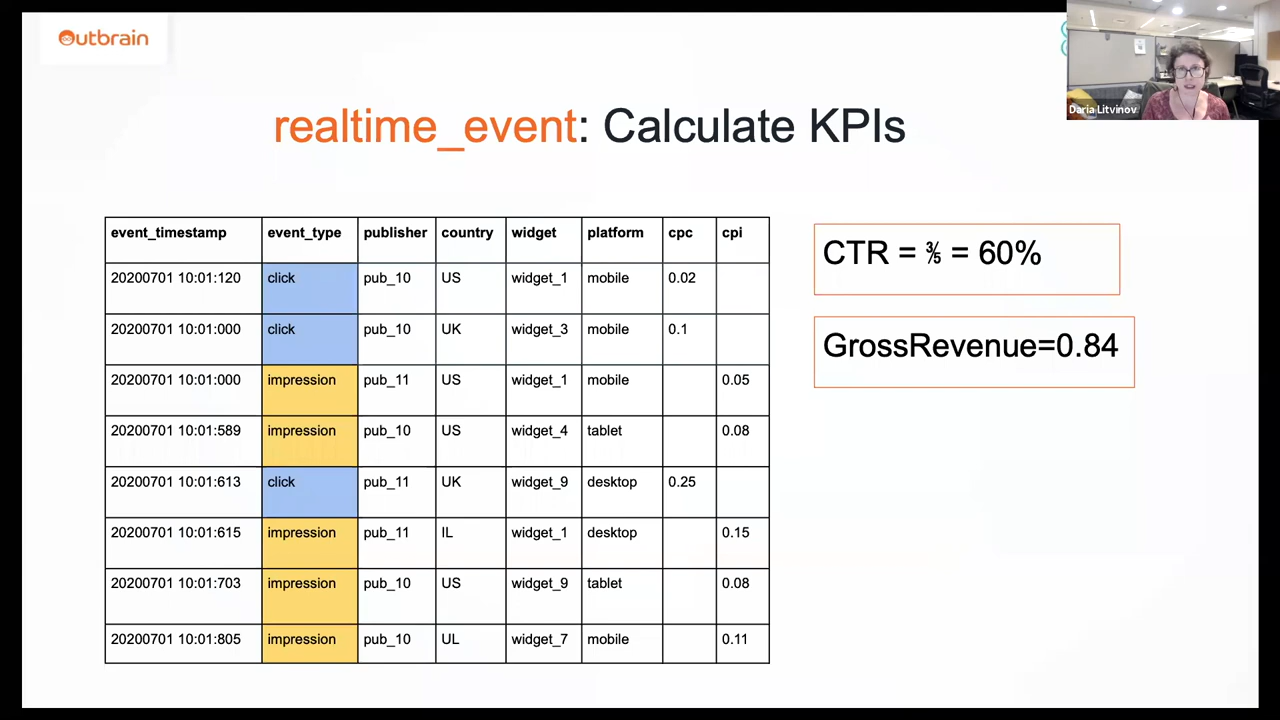 Outbrain
Daria Litvinov
realtime_event: Calculate KPIs
event_timestamp event_type publisher country widget platform cpc cpi
20200701 10:01:120 click pub_10 US widget_1 mobile 0.02
20200701 10:01:000 click pub_10 UK widget_3 mobile 0.1
20200701 10:01:000 impression pub_11 US widget_1 mobile 0.05
20200701 10:01:589 impression pub_10 US widget_4 tablet 0.08
20200701 10:01:613 click pub_11 UK widget_9 desktop 0.25
20200701 10:01:615 impression pub_11 IL widget_1 desktop 0.15
20200701 10:01:703 impression pub_10 US widget_9 tablet 0.08
20200701 10:01:805 impression pub_10 UL widget_7 mobile 0.11
CTR = ⅗ = 60%
GrossRevenue=0.84